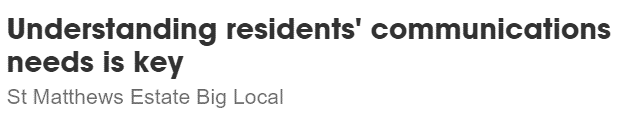 Understanding residents' communications
needs is key
St Matthews Estate Big Local